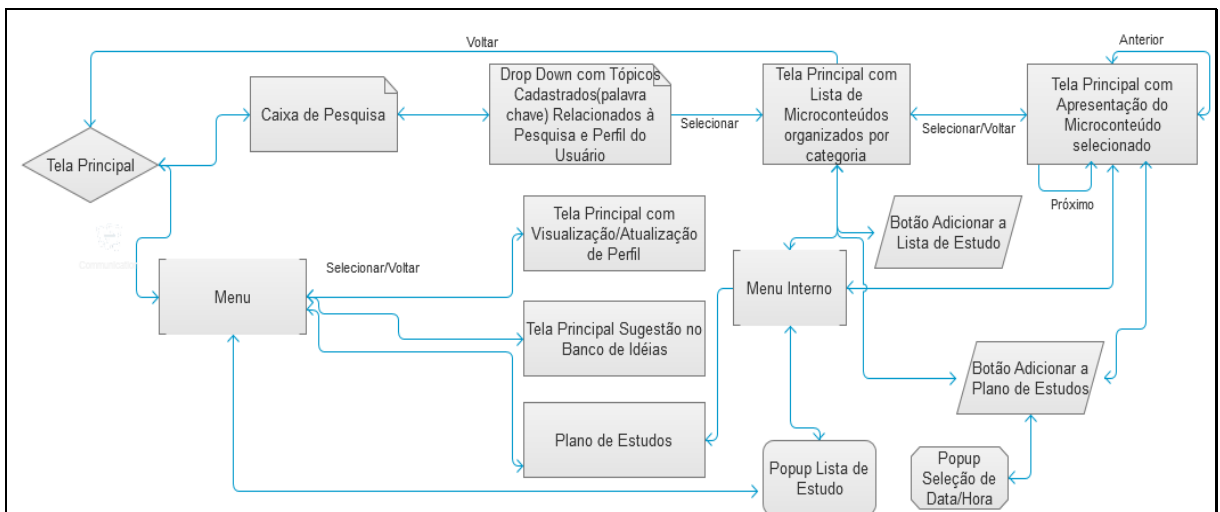 Voltar
Anterior
Caixa de Pesquisa
Drop Down com Tópicos
Cadastrados(palavra
chave) Relacionados à
Pesquisa e Perfil do
Usuário
Selecionar
Tela Principal com
Lista de
Microconteúdos
organizados por
categoria
Selecionar/Voltar
Tela Principal com
Apresentação do
Microconteúdo
selecionado
Próximo
Tela Principal
Tela Principal com
Visualização/Atualização
de Perfil
Botão Adicionar a
Lista de Estudo
Selecionar/Voltar
Menu
Menu Interno
Tela Principal Sugestão no
Banco de Idéias
Botão Adicionar a
Plano de Estudos
Plano de Estudos
Popup Lista de
Estudo
Popup
Seleção de
Data/Hora